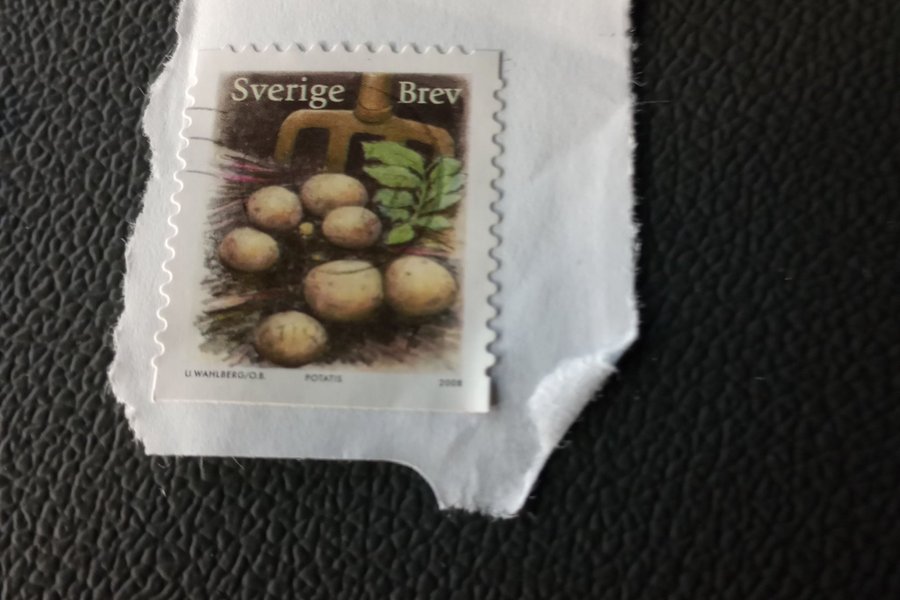 Sverige Brev
U.WAHLBERG/O.B. POTATIS 2008